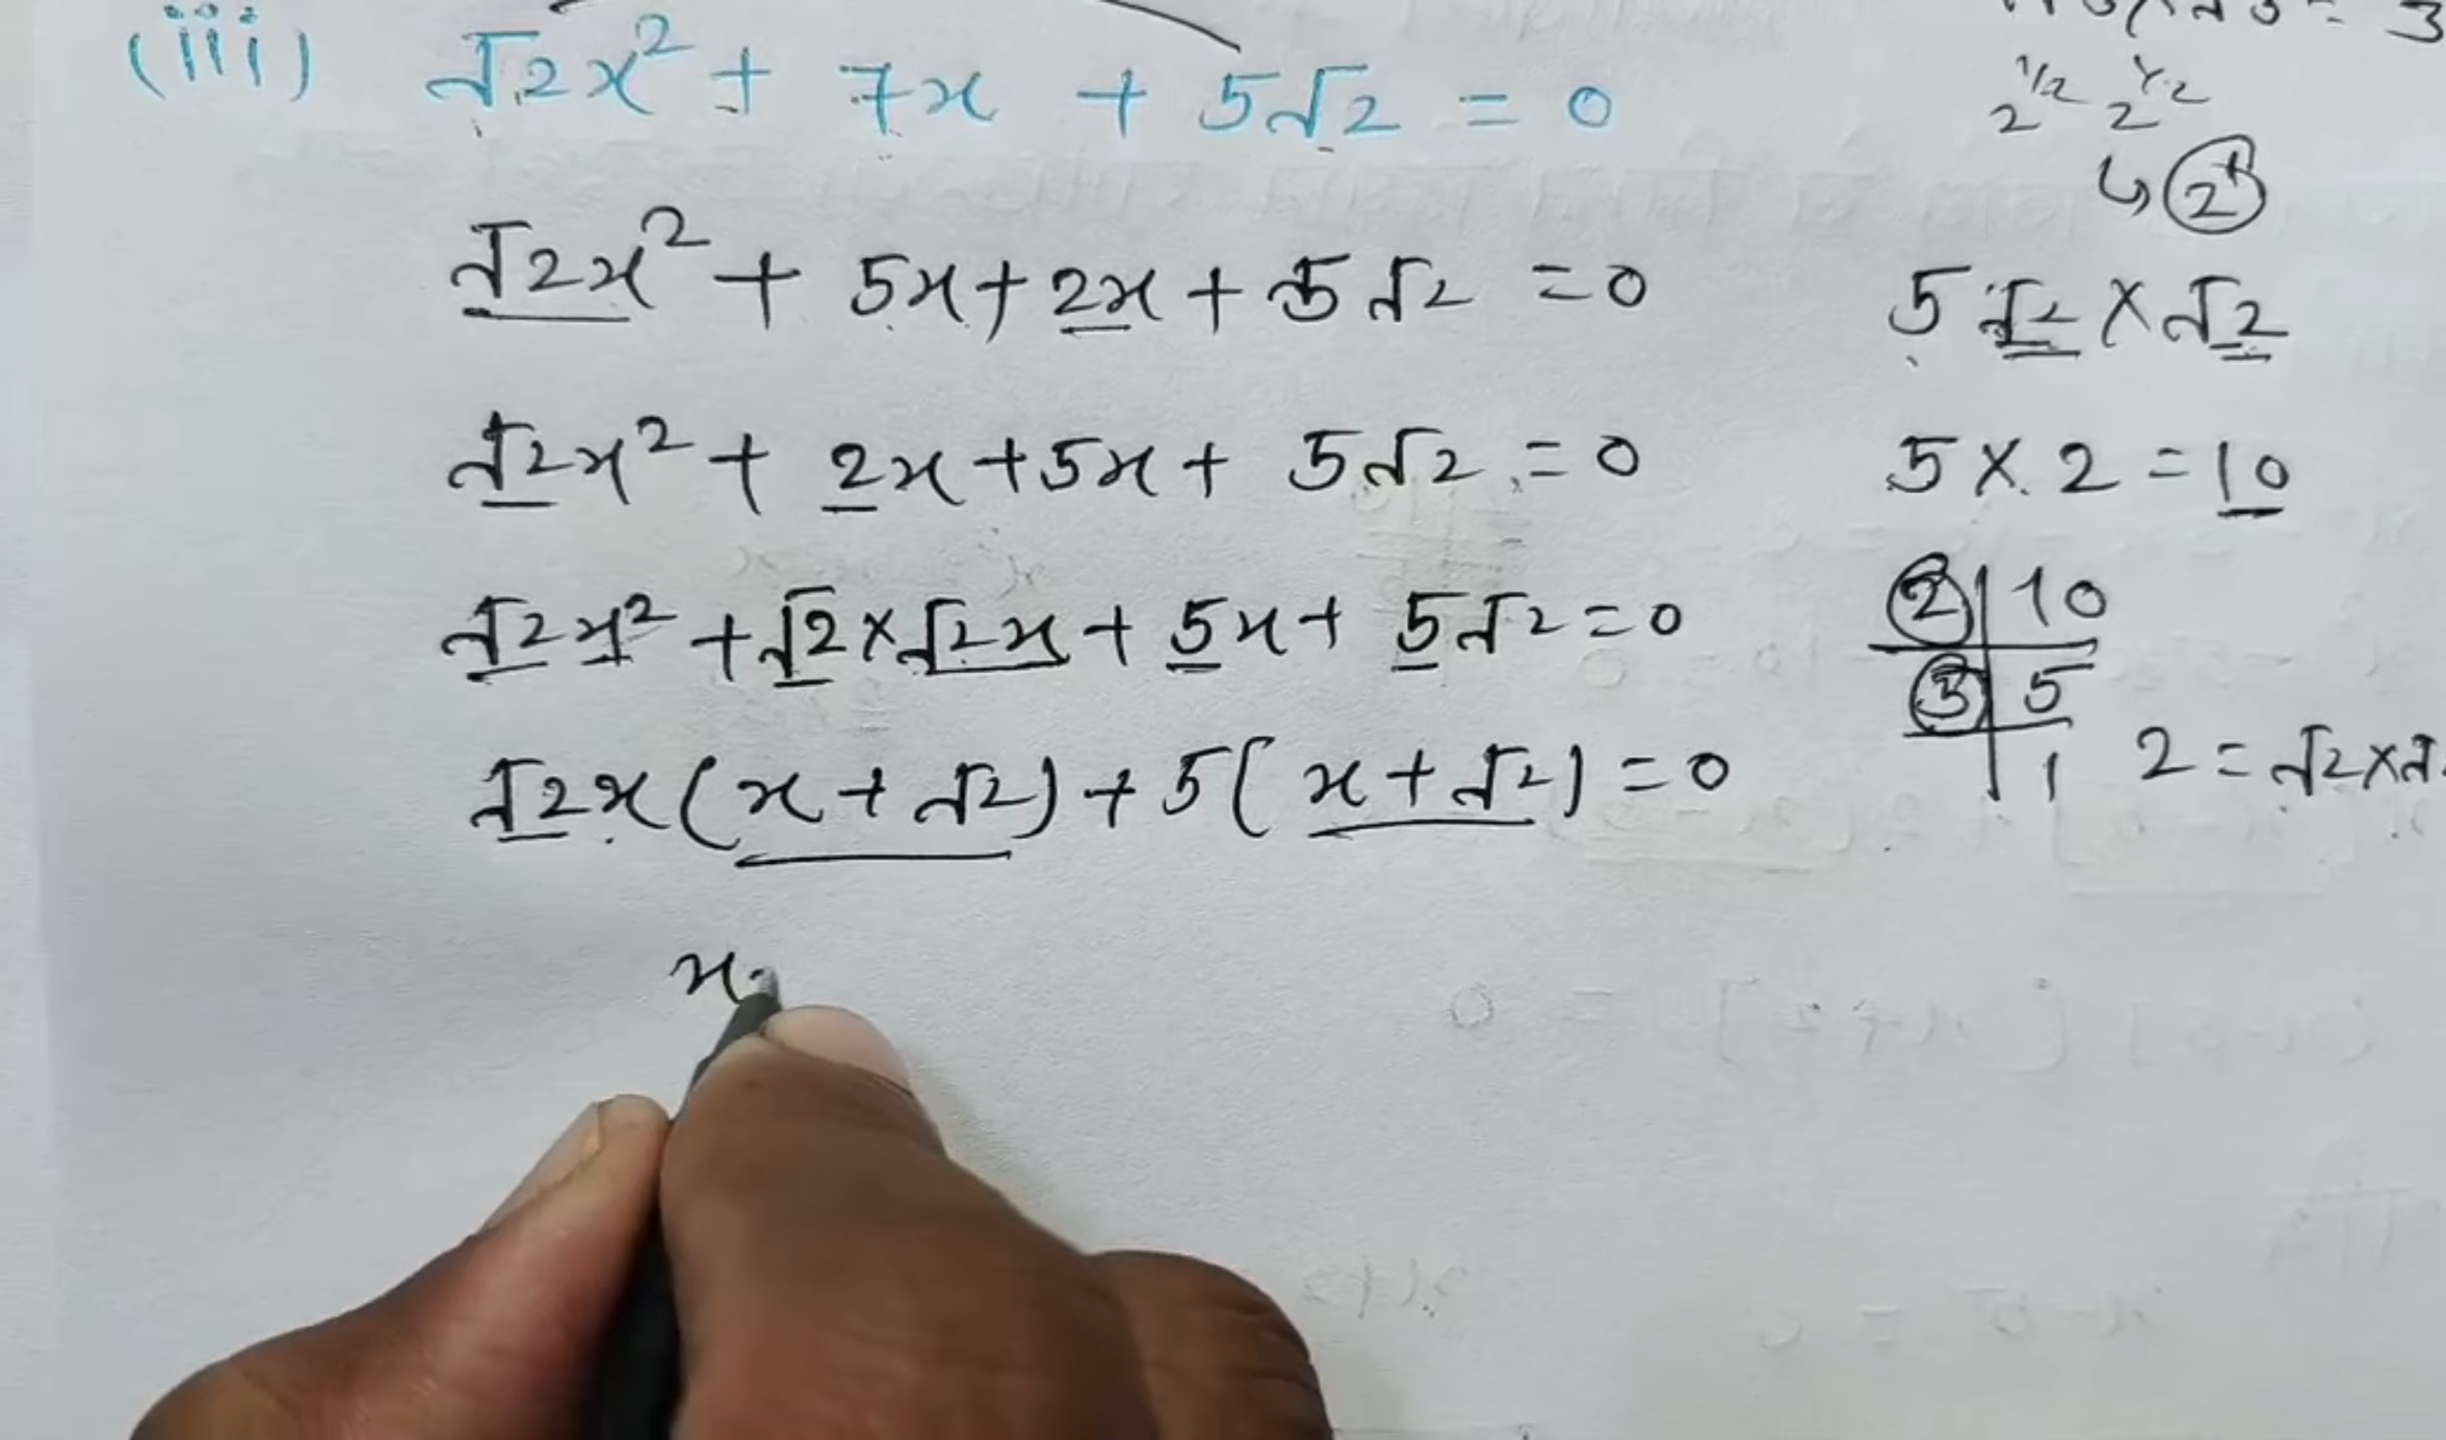 (iii) √2x² + 7x + 5√2 = 0
√2x² + 5x + 2x + 5√2 = 0
√2x² + 2x + 5x + 5√2 = 0
√2x² + √2 × √2x + 5x + 5√2 = 0
√2x (x + √2) + 5 (x + √2) = 0
x
2^1/2 2^1/2
↳ 2¹
5√2 × √2
5 × 2 = 10
2 | 10
5 | 5
| 1
2 = √2 × √